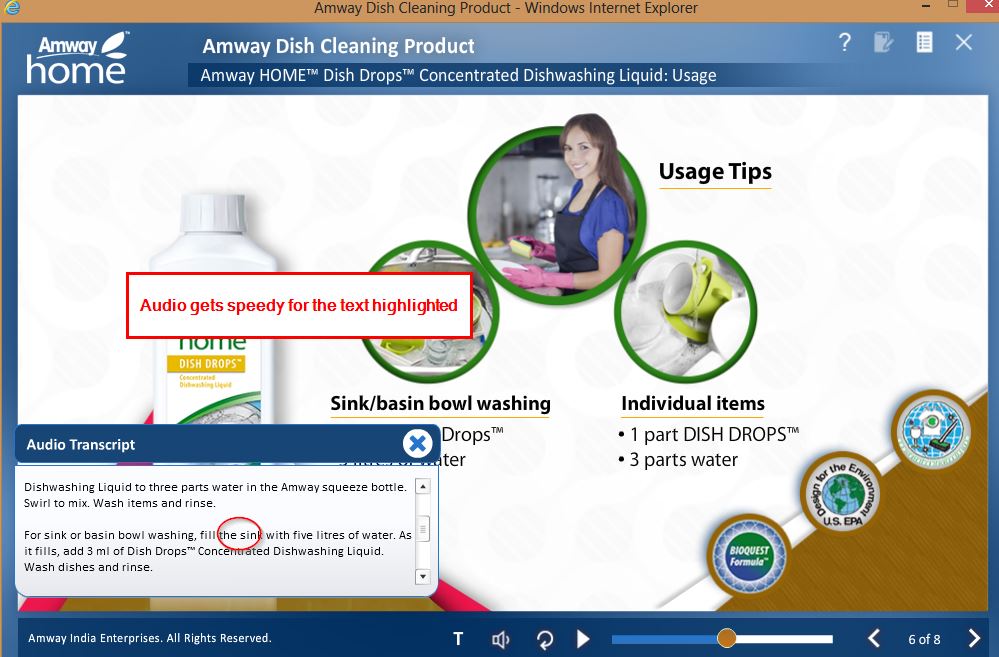 Amway Dish Cleaning Product - Windows Internet Explorer
Amway™
home
Amway Dish Cleaning Product
Amway HOME™ Dish Drops™ Concentrated Dishwashing Liquid: Usage
?
Usage Tips
Audio gets speedy for the text highlighted
home
DISH DROPS™
Concentrated
Dishwashing Liquid
Sink/basin bowl washing
Drops™
litres of water
Individual items
• 1 part DISH DROPS™
• 3 parts water
Design for the Environment
U.S. EPA
BIOQUEST
Formula™
Audio Transcript
Dishwashing Liquid to three parts water in the Amway squeeze bottle.
Swirl to mix. Wash items and rinse.
For sink or basin bowl washing, fill the sink with five litres of water. As
it fills, add 3 ml of Dish Drops™ Concentrated Dishwashing Liquid.
Wash dishes and rinse.
Amway India Enterprises. All Rights Reserved.
T
6 of 8